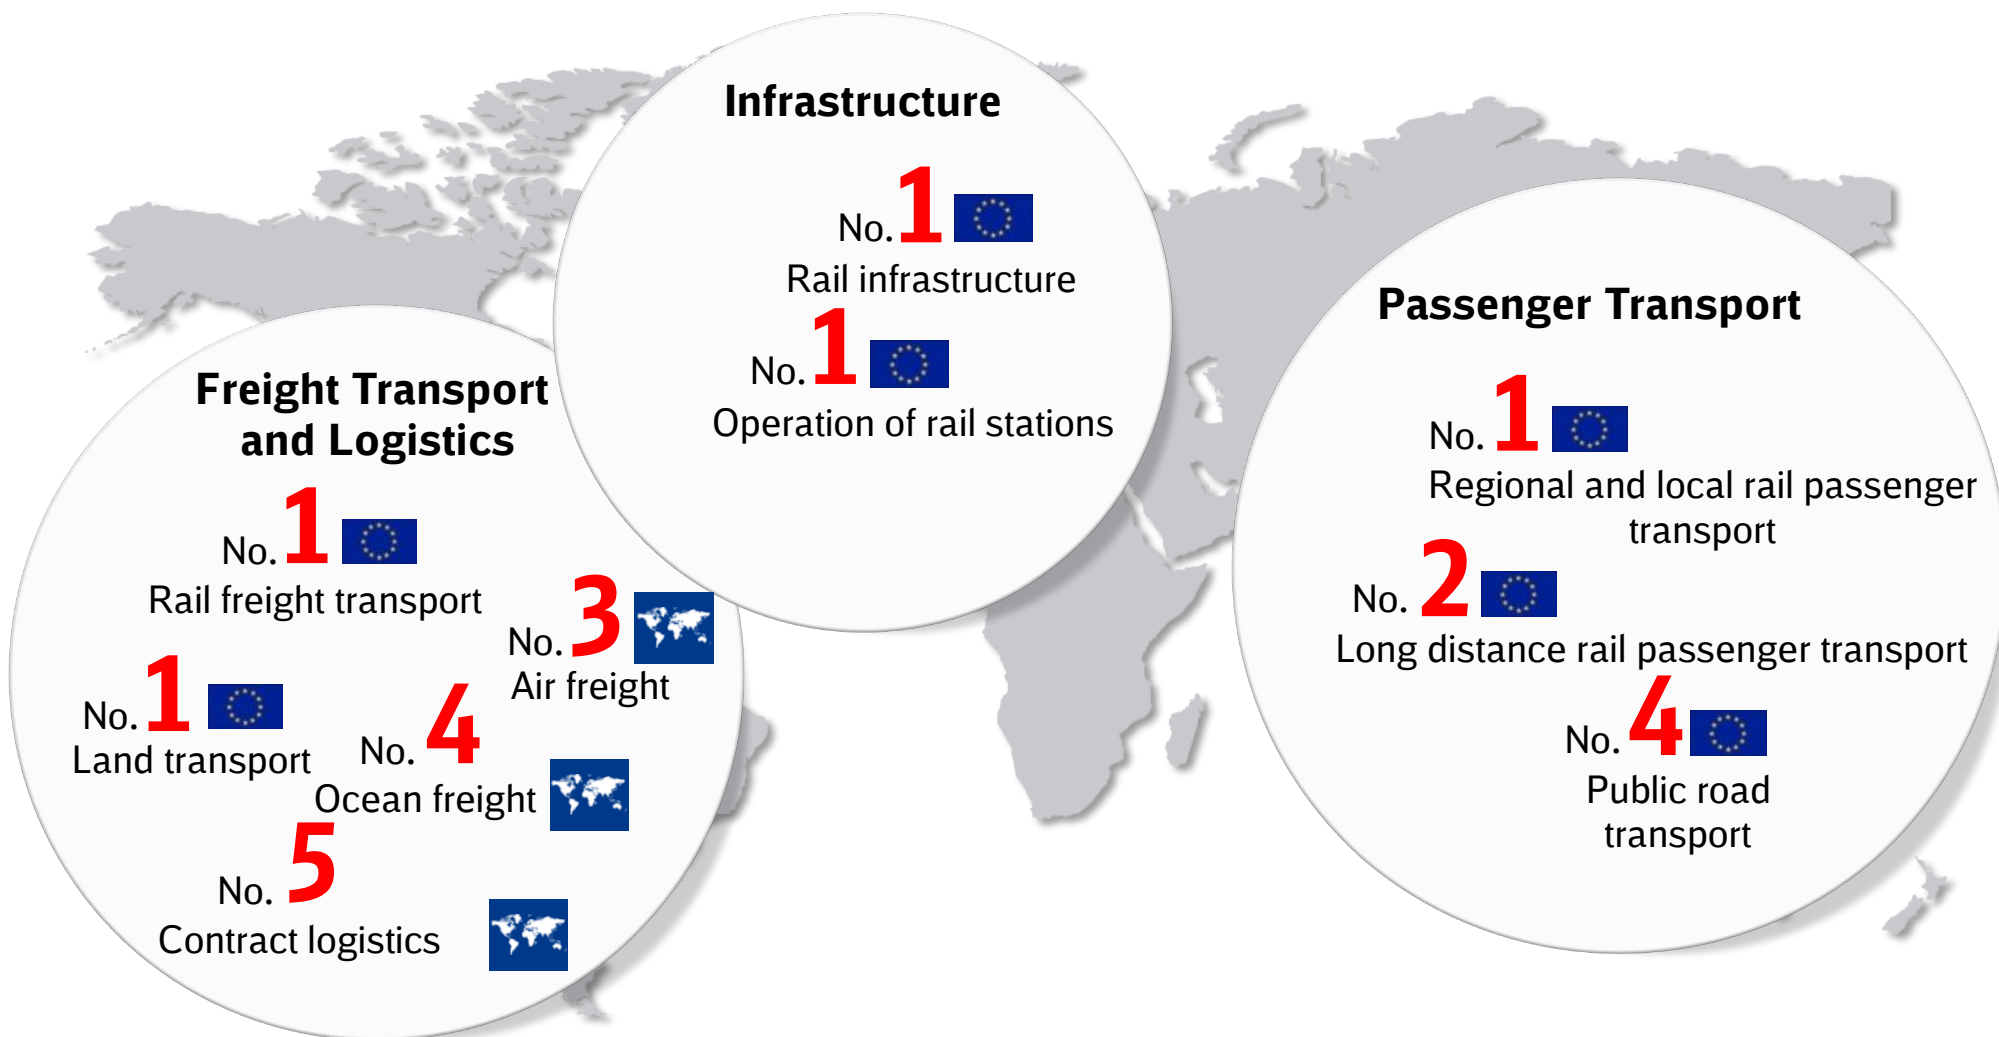 Infrastructure
No. 1
Rail infrastructure
No. 1
Operation of rail stations
Freight Transport
and Logistics
No. 1
Rail freight transport
No. 3
Air freight
No. 1
Land transport
No. 4
Ocean freight
No. 5
Contract logistics
Passenger Transport
No. 1
Regional and local rail passenger
transport
No. 2
Long distance rail passenger transport
No. 4
Public road
transport